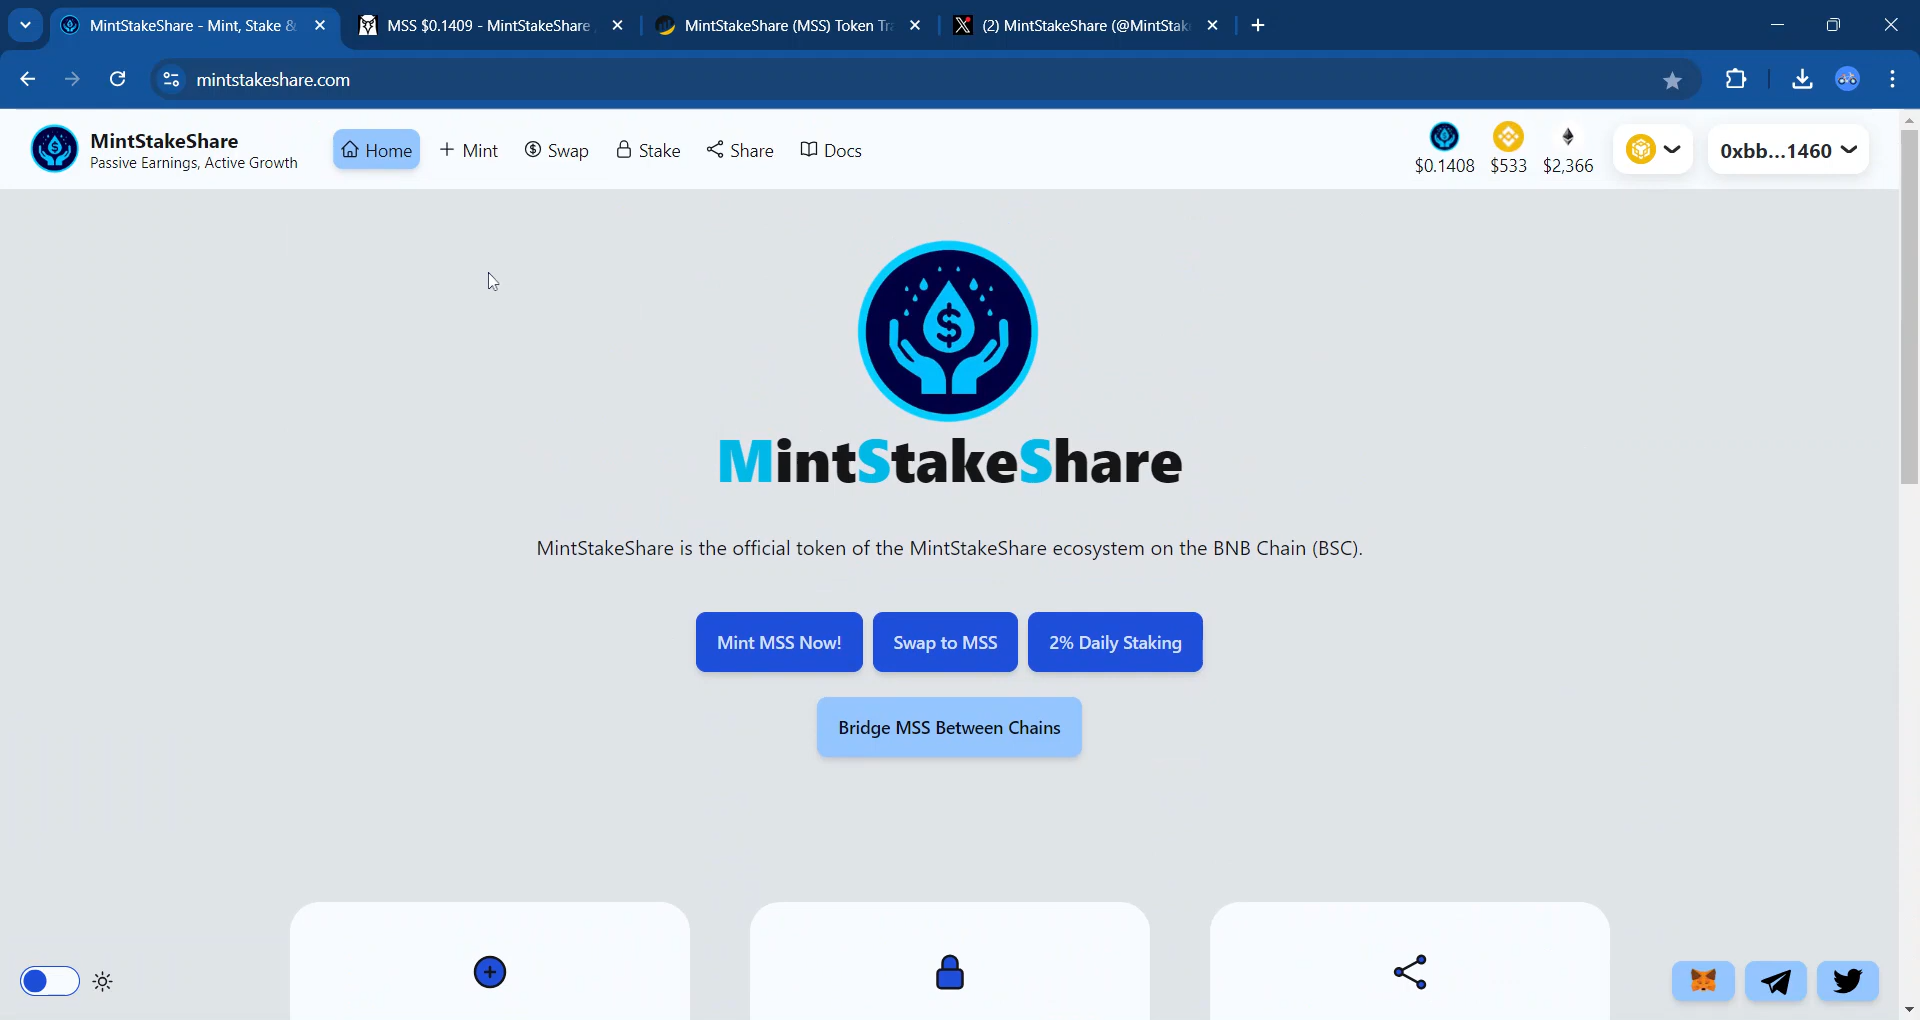 MintStakeShare - Mint, Stake &
MSS $0.1409 - MintStakeShare
MintStakeShare (MSS) Token Tra
(2) MintStakeShare (@MintStak
mintstakeshare.com
MintStakeShare
Passive Earnings, Active Growth
Home
Mint
Swap
Stake
Share
Docs
$0.1408
$533
$2,366
0xbb...1460
MintStakeShare
MintStakeShare is the official token of the MintStakeShare ecosystem on the BNB Chain (BSC).
Mint MSS Now!
Swap to MSS
2% Daily Staking
Bridge MSS Between Chains